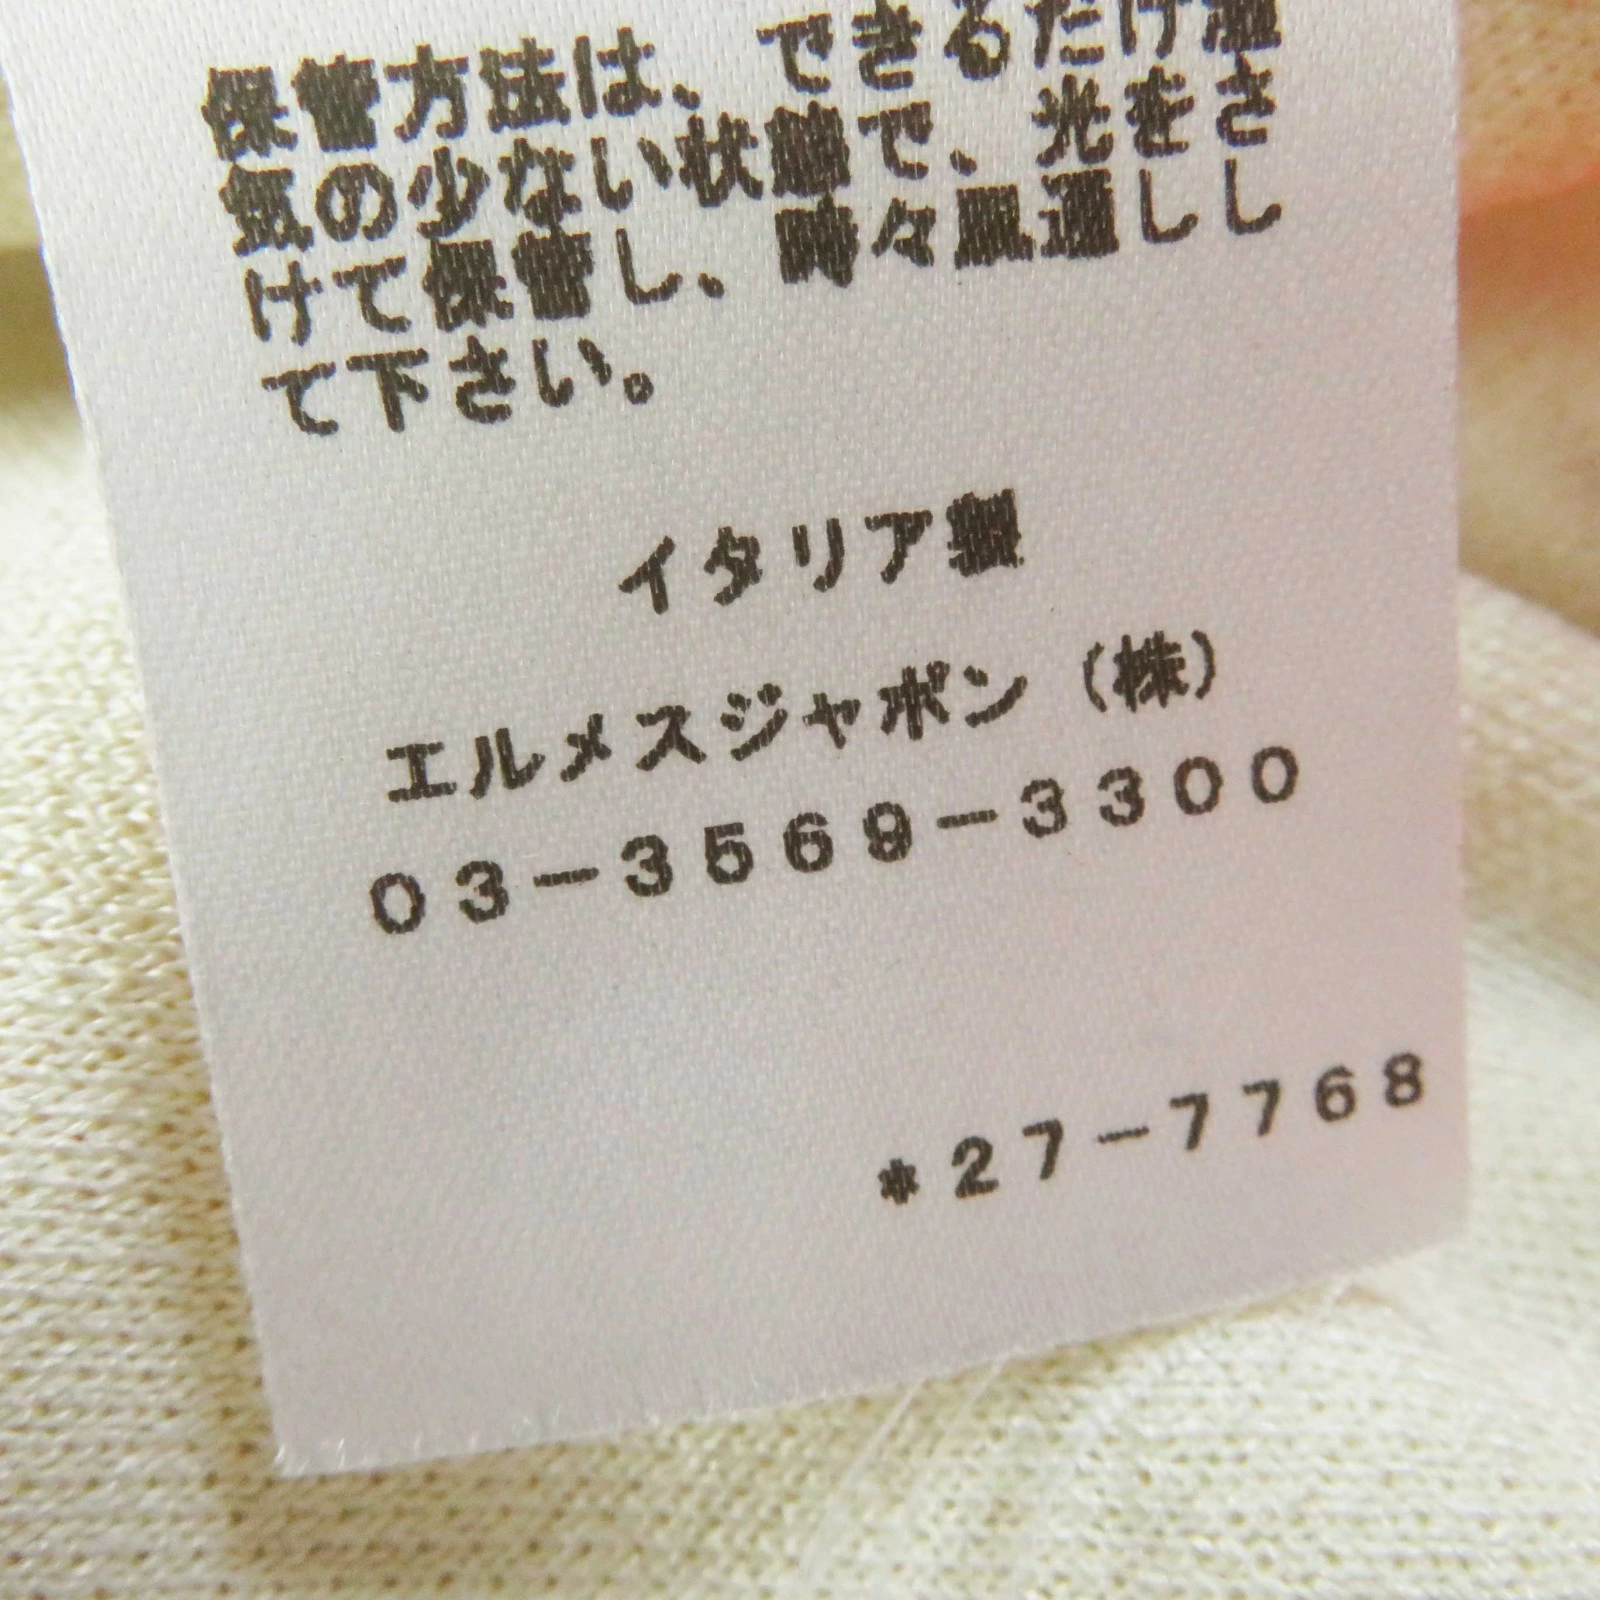 保管方法は、できるだけ湿
気の少ない状態で、光をさ
けて保管し、時々風通しし
て下さい。
イタリア製
エルメスジャポン（株）
０３－３５６９－３３００
＊２７－７７６８